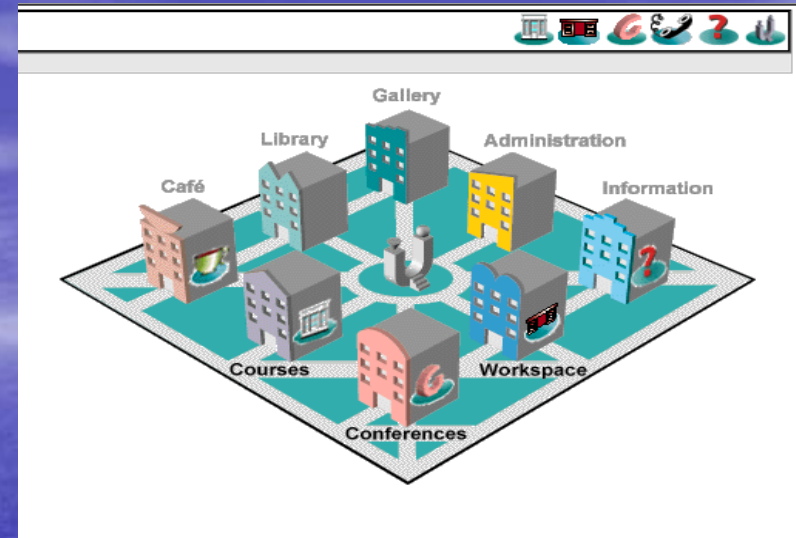 Gallery
Library
Administration
Café
Information
Courses
Workspace
Conferences